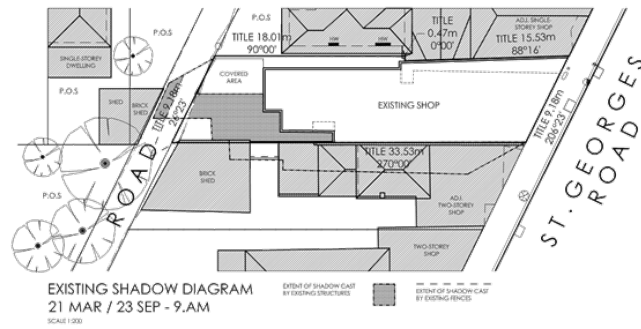 P.O.S
TITLE 18.01m
90°00'
TITLE
0.47m
0°00'
ADJ. SINGLE-
STOREY SHOP
TITLE 15.53m
88°16'
SINGLE-STOREY
DWELLING
P.O.S
COVERED
AREA
EXISTING SHOP
SHED
BRICK
SHED
TITLE 9.18m
26°23'
TITLE 9.18m
206°23'
ST. GEORGES
ROAD
P.O.S
TITLE 33.53m
270°00'
BRICK
SHED
ROAD
P.O.S
ADJ.
TWO-STOREY
SHOP
P.O.S
TWO-STOREY
SHOP
EXISTING SHADOW DIAGRAM
21 MAR / 23 SEP - 9.AM
SCALE 1:200
EXTENT OF SHADOW CAST
BY EXISTING STRUCTURES
EXTENT OF SHADOW CAST
BY EXISTING FENCES